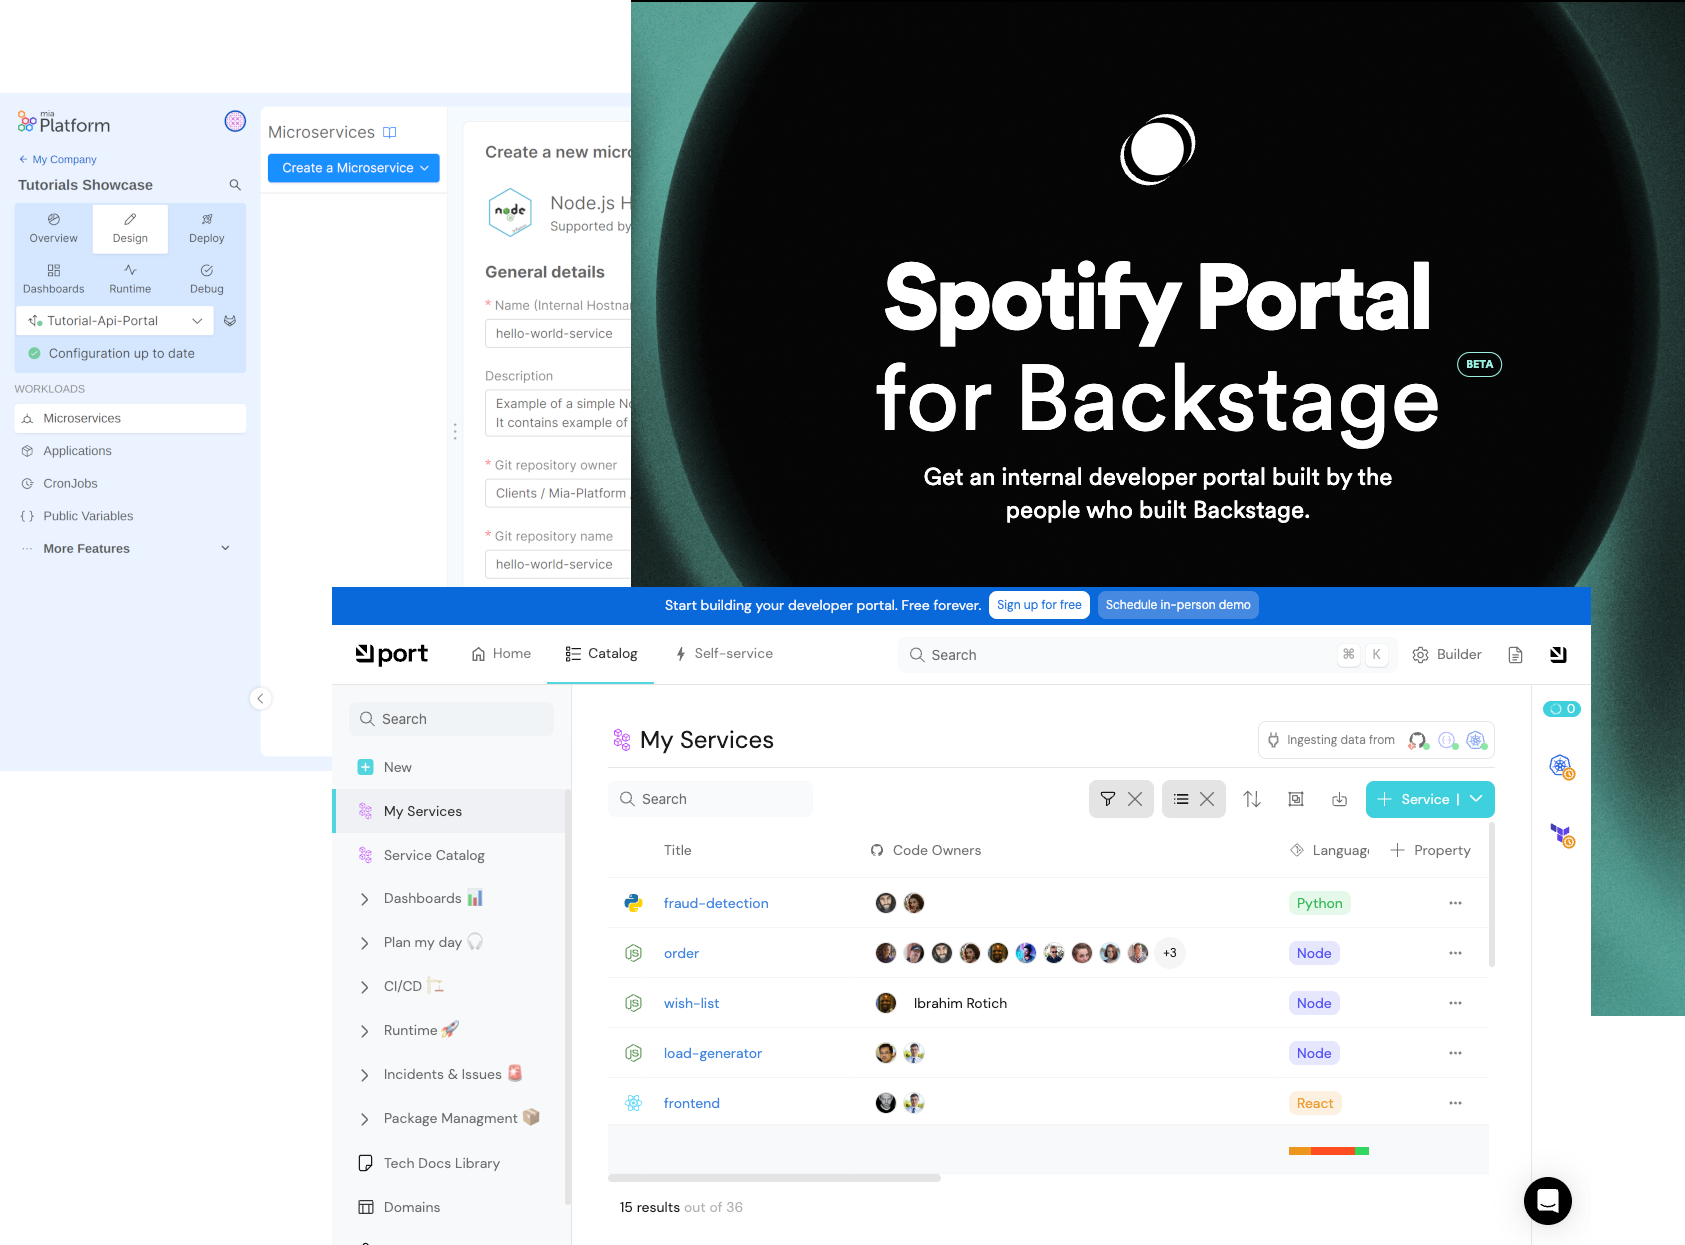 mia
Platform
My Company
Tutorials Showcase
Overview
Design
Deploy
Dashboards
Runtime
Debug
Tutorial-Api-Portal
Configuration up to date
WORKLOADS
Microservices
Applications
CronJobs
{ } Public Variables
... More Features
Microservices
Create a Microservice
Create a new micro
node
Node.js H
Supported by
General details
* Name (Internal Hostna
hello-world-service
Description
Example of a simple No
It contains example of
* Git repository owner
Clients / Mia-Platform /
* Git repository name
hello-world-service
Spotify Portal
for Backstage
BETA
Get an internal developer portal built by the
people who built Backstage.
Start building your developer portal. Free forever.
Sign up for free
Schedule in-person demo
port
Home
Catalog
Self-service
Search
⌘ K
Builder
Search
New
My Services
Service Catalog
Dashboards
Plan my day
CI/CD
Runtime
Incidents & Issues
Package Managment
Tech Docs Library
Domains
My Services
Ingesting data from
0
Search
+ Service |
Title
Code Owners
Languag
+ Property
fraud-detection
Python
...
JS
order
+3
Node
...
JS
wish-list
Ibrahim Rotich
Node
...
JS
load-generator
Node
...
frontend
React
...
15 results out of 36